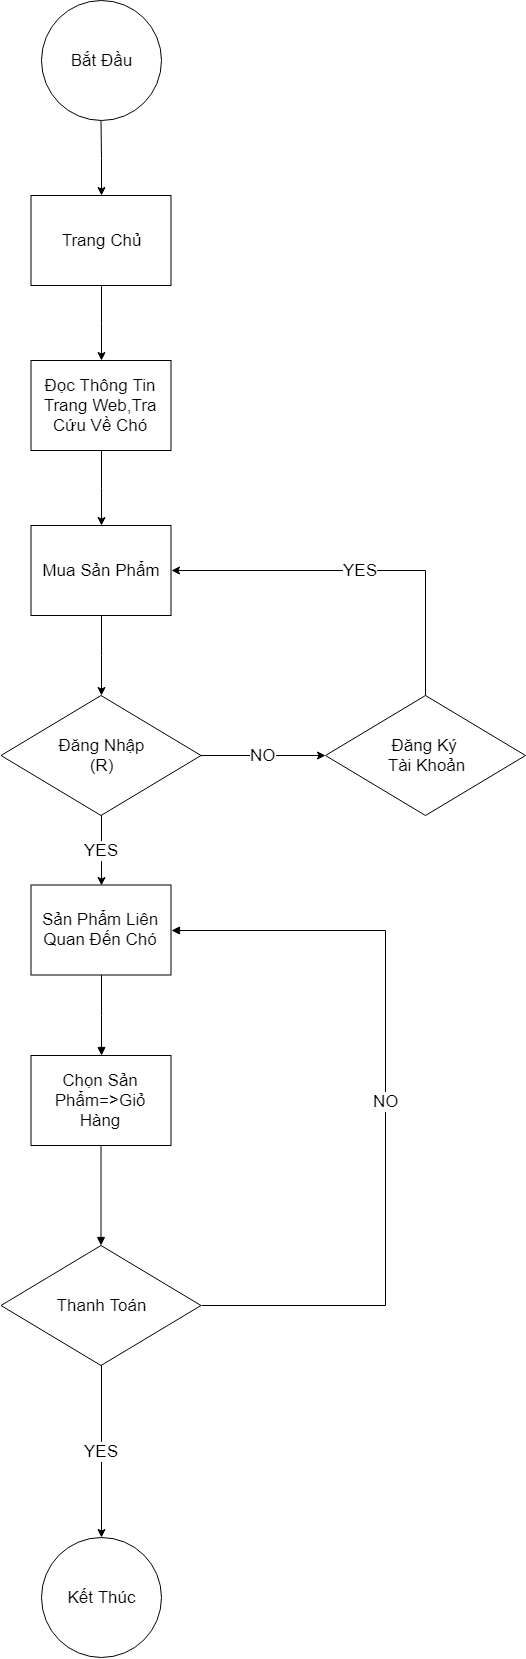 Bắt Đầu
Trang Chủ
Đọc Thông Tin
Trang Web,Tra
Cứu Về Chó
Mua Sản Phẩm
YES
Đăng Nhập
(R)
NO
Đăng Ký
Tài Khoản
YES
Sản Phẩm Liên
Quan Đến Chó
Chọn Sản
Phẩm=>Giỏ
Hàng
NO
Thanh Toán
YES
Kết Thúc